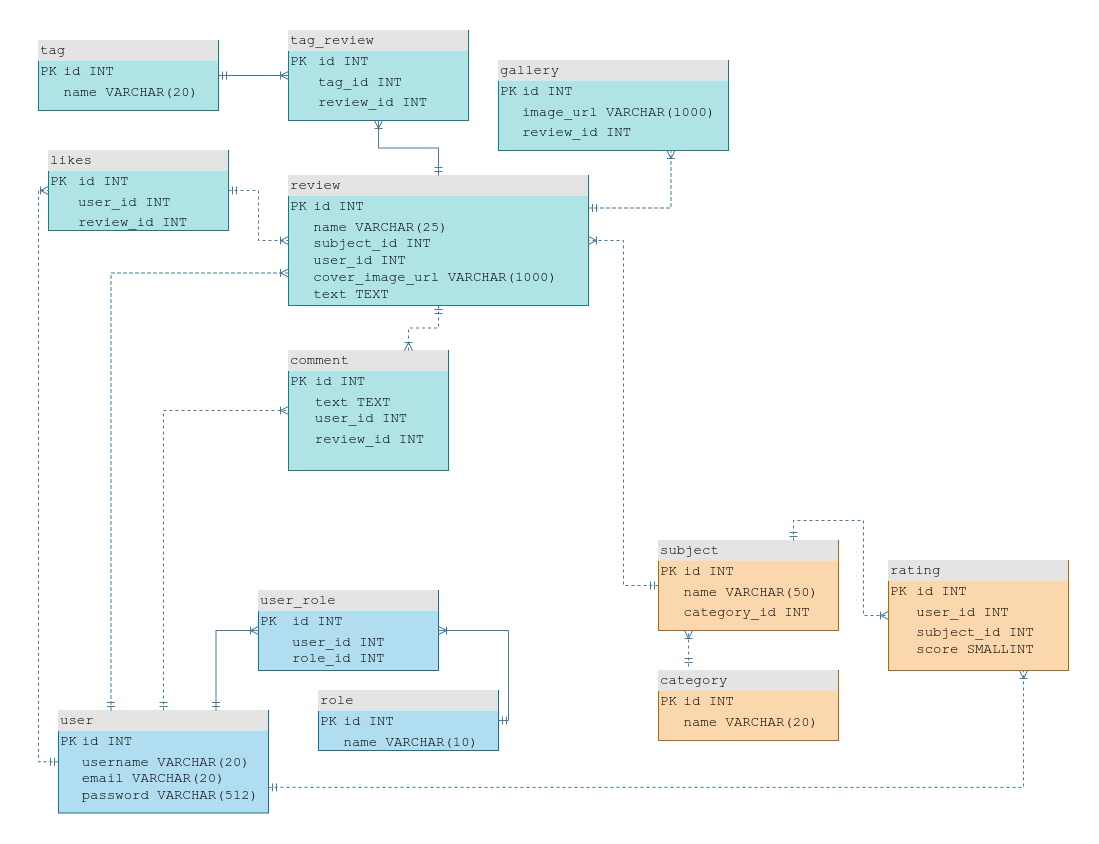 tag
PK id INT
name VARCHAR(20)
tag_review
PK id INT
tag_id INT
review_id INT
gallery
PK id INT
image_url VARCHAR(1000)
review_id INT
likes
PK id INT
user_id INT
review_id INT
review
PK id INT
name VARCHAR(25)
subject_id INT
user_id INT
cover_image_url VARCHAR(1000)
text TEXT
comment
PK id INT
text TEXT
user_id INT
review_id INT
subject
PK id INT
name VARCHAR(50)
category_id INT
rating
PK id INT
user_id INT
subject_id INT
score SMALLINT
user_role
PK id INT
user_id INT
role_id INT
category
PK id INT
name VARCHAR(20)
role
PK id INT
name VARCHAR(10)
user
PK id INT
username VARCHAR(20)
email VARCHAR(20)
password VARCHAR(512)